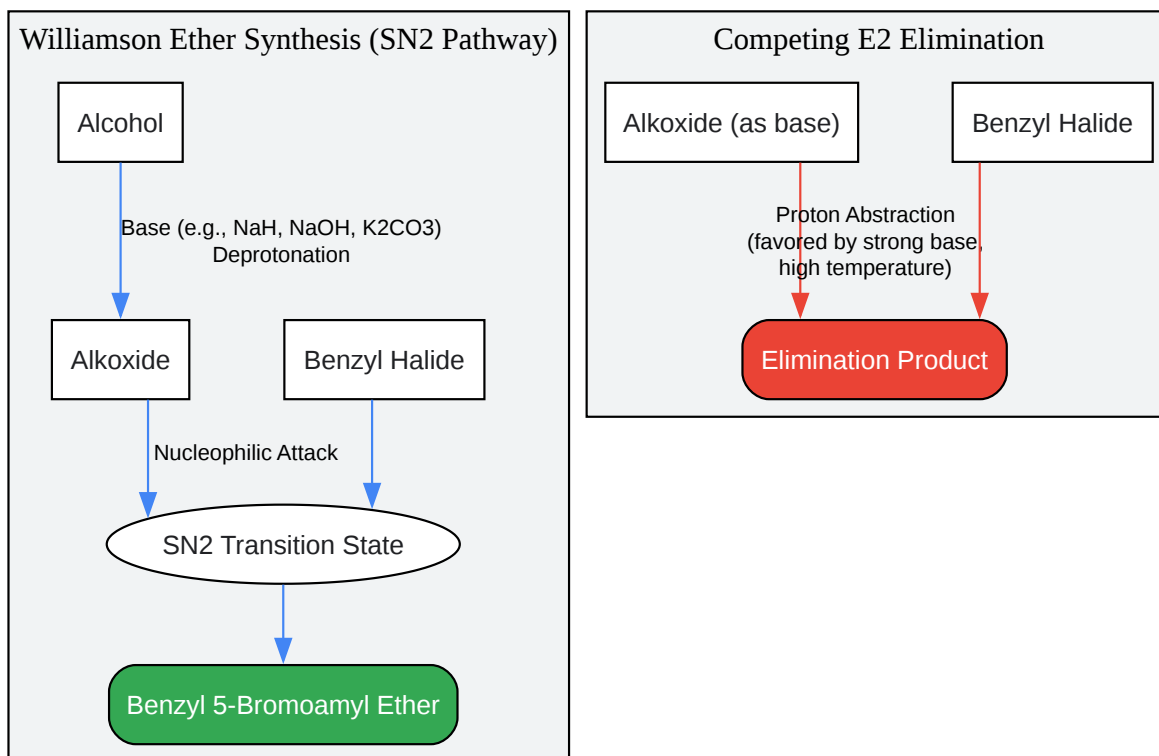 Williamson Ether Synthesis (SN2 Pathway)
Alcohol
Base (e.g., NaH, NaOH, K2CO3)
Deprotonation
Alkoxide
Benzyl Halide
Nucleophilic Attack
SN2 Transition State
Benzyl 5-Bromoamyl Ether
Competing E2 Elimination
Alkoxide (as base)
Benzyl Halide
Proton Abstraction
(favored by strong base,
high temperature)
Elimination Product